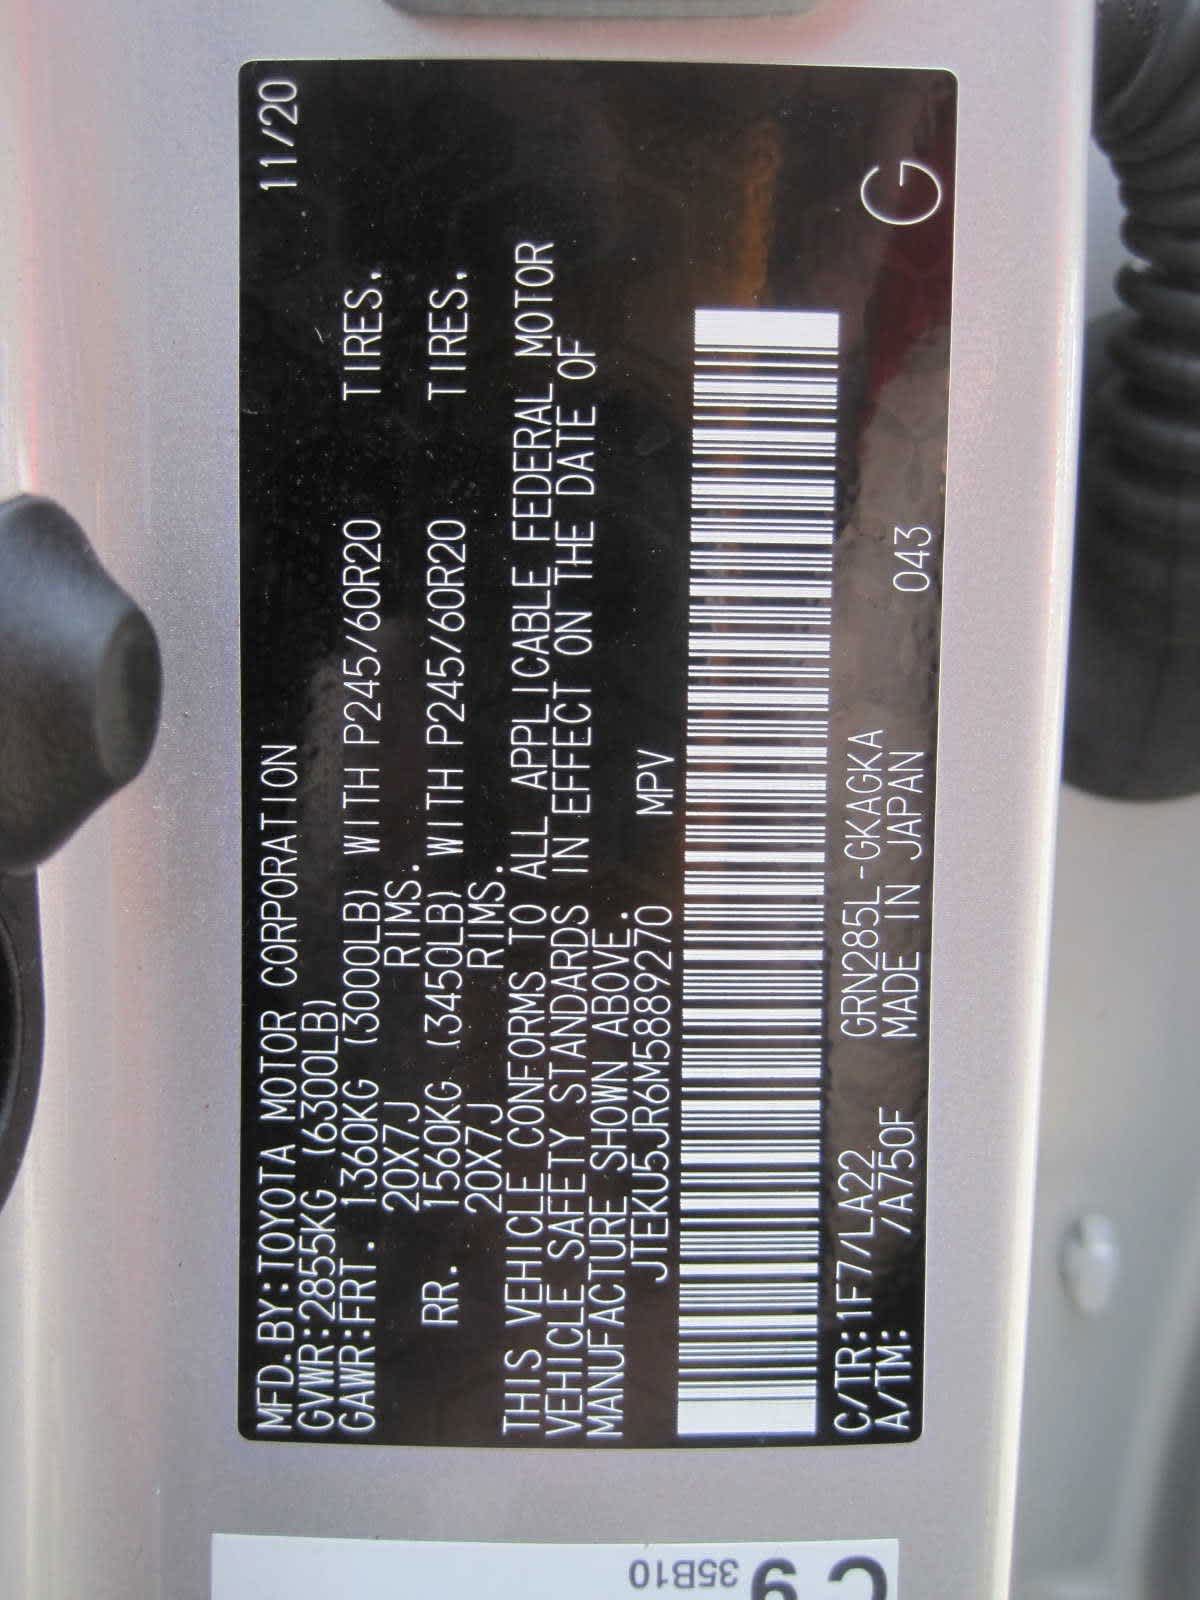 MFD.BY:TOYOTA MOTOR CORPORATION 11/20
GVWR:2855KG (6300LB)
GAWR:FRT. 1360KG (3000LB) WITH P245/60R20 TIRES.
20X7J RIMS.
RR. 1560KG (3450LB) WITH P245/60R20 TIRES.
20X7J RIMS.
THIS VEHICLE CONFORMS TO ALL APPLICABLE FEDERAL MOTOR
VEHICLE SAFETY STANDARDS IN EFFECT ON THE DATE OF
MANUFACTURE SHOWN ABOVE.
JTEKU5JR6M5889270 MPV
C/TR:1F7/LA22 GRN285L-GKAGKA
A/TM: /A750F MADE IN JAPAN 043 G
C 9
35B10